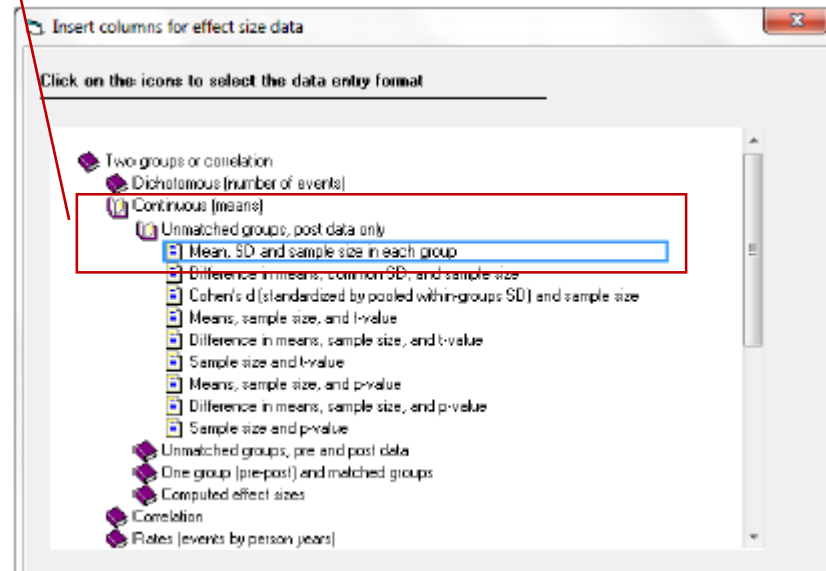 Insert columns for effect size data
Click on the icons to select the data entry format
Two groups or correlation
Dichotomous (number of events)
Continuous (means)
Unmatched groups, post data only
Mean, SD and sample size in each group
Difference in means, common SD, and sample size
Cohen's d (standardized by pooled within-groups SD) and sample size
Means, sample size, and t-value
Difference in means, sample size, and t-value
Sample size and t-value
Means, sample size, and p-value
Difference in means, sample size, and p-value
Sample size and p-value
Unmatched groups, pre and post data
One group (pre-post) and matched groups
Computed effect sizes
Correlation
Rates (events by person years)